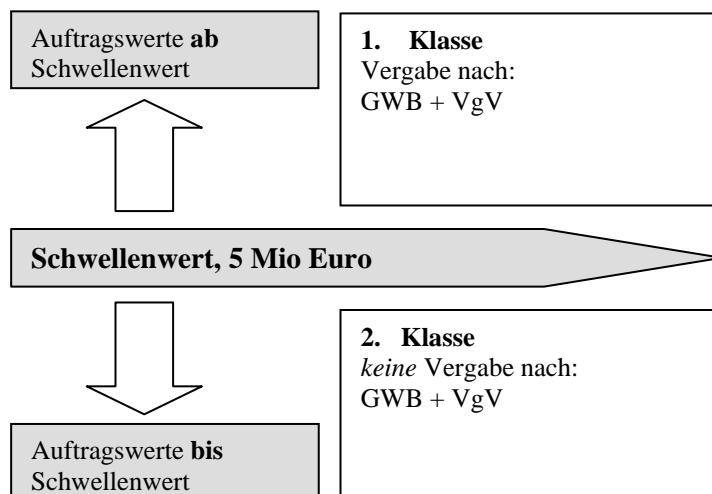 Auftragswerte ab
Schwellenwert
1. Klasse
Vergabe nach:
GWB + VgV
Schwellenwert, 5 Mio Euro
2. Klasse
keine Vergabe nach:
GWB + VgV
Auftragswerte bis
Schwellenwert